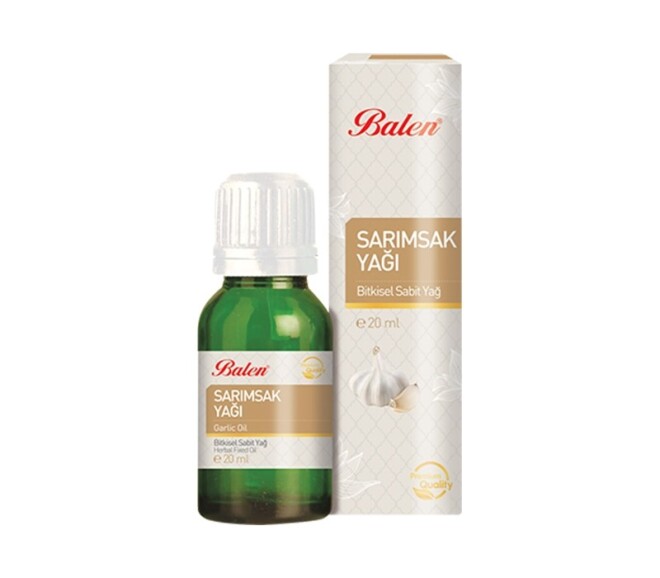 Balen®
SARIMSAK
YAĞI
Bitkisel Sabit Yağ
e 20 ml
Premium
Quality
Balen®
SARIMSAK
YAĞI
Garlic Oil
Bitkisel Sabit Yağ
Herbal Fixed Oil
e 20 ml